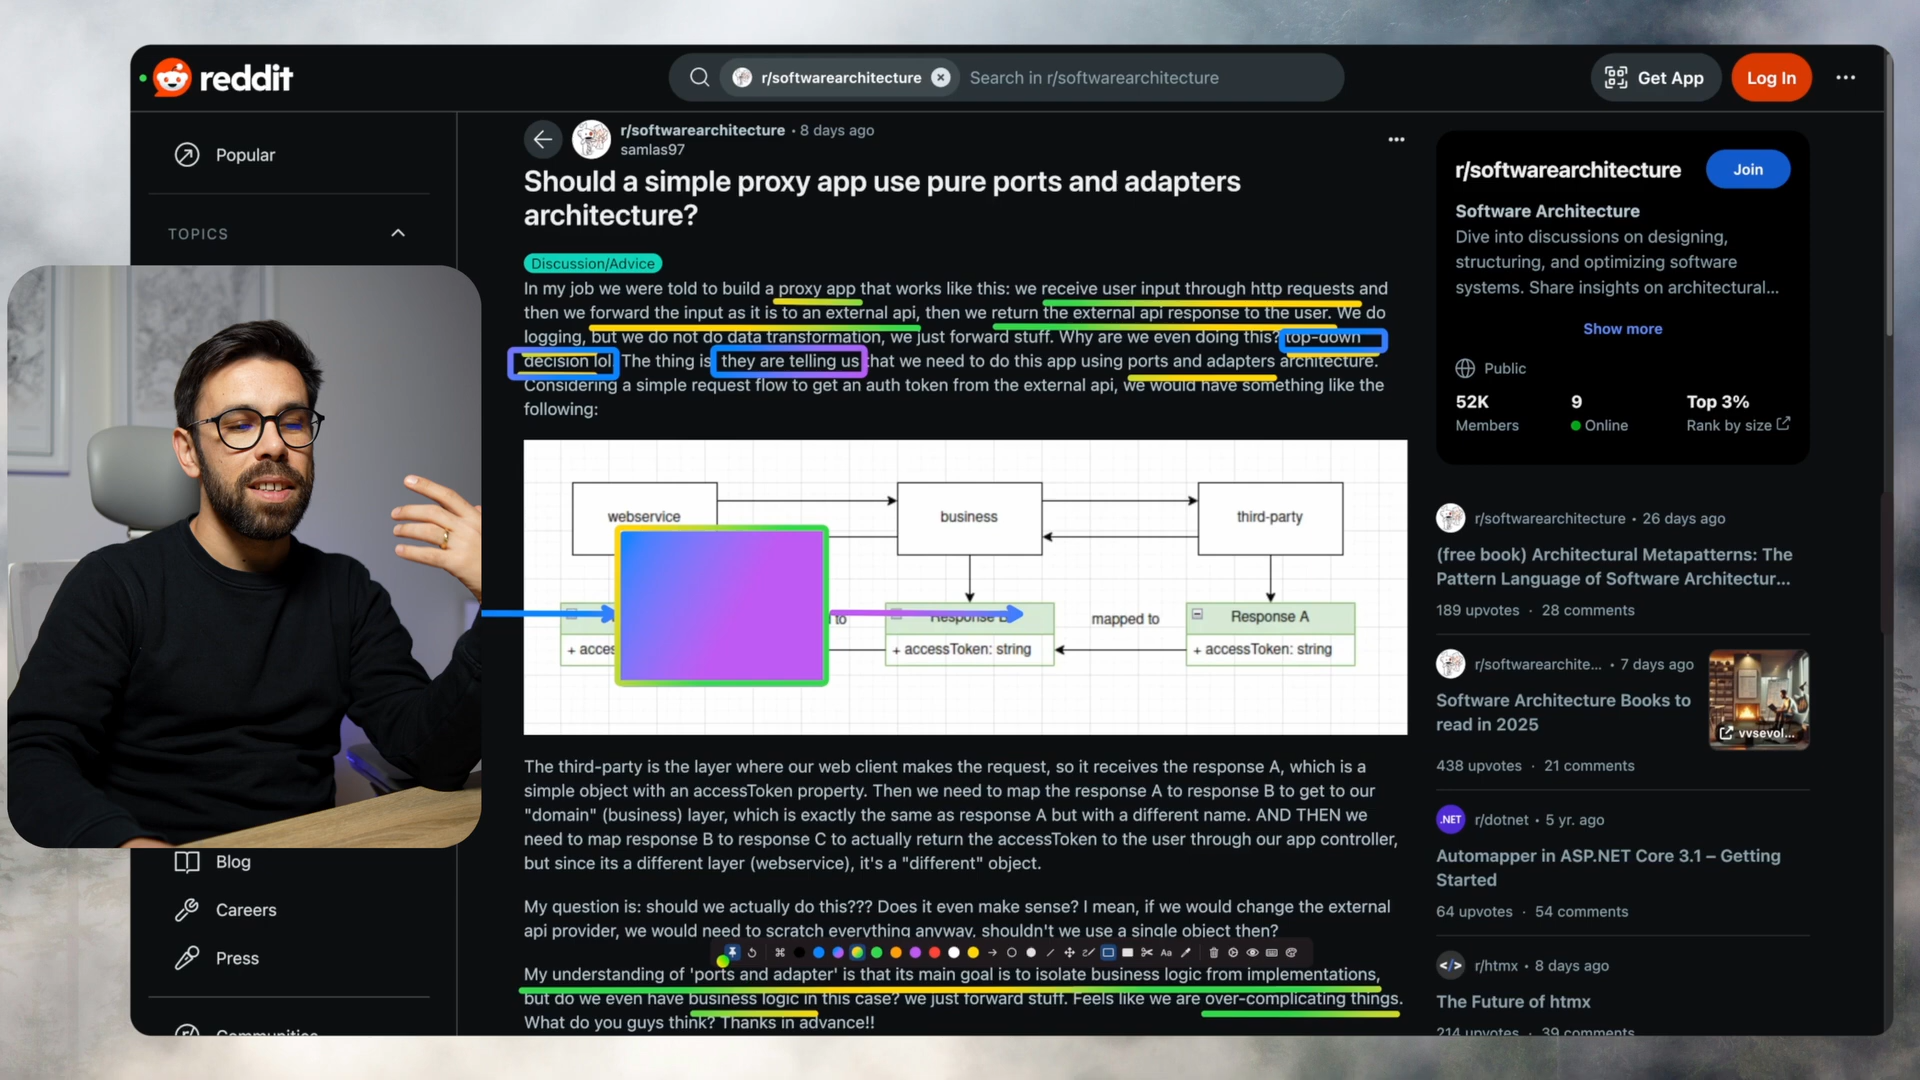 reddit
r/softwarearchitecture
Search in r/softwarearchitecture
Get App
Log In
Popular
TOPICS
Blog
Careers
Press
Communities
r/softwarearchitecture • 8 days ago
samlas97
Should a simple proxy app use pure ports and adapters
architecture?
Discussion/Advice
In my job we were told to build a proxy app that works like this: we receive user input through http requests and
then we forward the input as it is to an external api, then we return the external api response to the user. We do
logging, but we do not do data transformation, we just forward stuff. Why are we even doing this? top-down
decision lol. The thing is they are telling us that we need to do this app using ports and adapters architecture.
Considering a simple request flow to get an auth token from the external api, we would have something like the
following:
webservice
business
third-party
to
Response B
mapped to
Response A
+ acces
+ accessToken: string
+ accessToken: string
The third-party is the layer where our web client makes the request, so it receives the response A, which is a
simple object with an accessToken property. Then we need to map the response A to response B to get to our
"domain" (business) layer, which is exactly the same as response A but with a different name. AND THEN we
need to map response B to response C to actually return the accessToken to the user through our app controller,
but since its a different layer (webservice), it's a "different" object.
My question is: should we actually do this??? Does it even make sense? I mean, if we would change the external
api provider, we would need to scratch everything anyway, shouldn't we use a single object then?
Aa
My understanding of 'ports and adapter' is that its main goal is to isolate business logic from implementations,
but do we even have business logic in this case? we just forward stuff. Feels like we are over-complicating things.
What do you guys think? Thanks in advance!!
r/softwarearchitecture
Join
Software Architecture
Dive into discussions on designing,
structuring, and optimizing software
systems. Share insights on architectural...
Show more
Public
52K
9
Top 3%
Members
Online
Rank by size
r/softwarearchitecture • 26 days ago
(free book) Architectural Metapatterns: The
Pattern Language of Software Architectur...
189 upvotes · 28 comments
r/softwarearchite... • 7 days ago
Software Architecture Books to
read in 2025
vvsevol...
438 upvotes · 21 comments
.NET
r/dotnet • 5 yr. ago
Automapper in ASP.NET Core 3.1 – Getting
Started
64 upvotes · 54 comments
</>
r/htmx • 8 days ago
The Future of htmx
214 upvotes · 39 comments